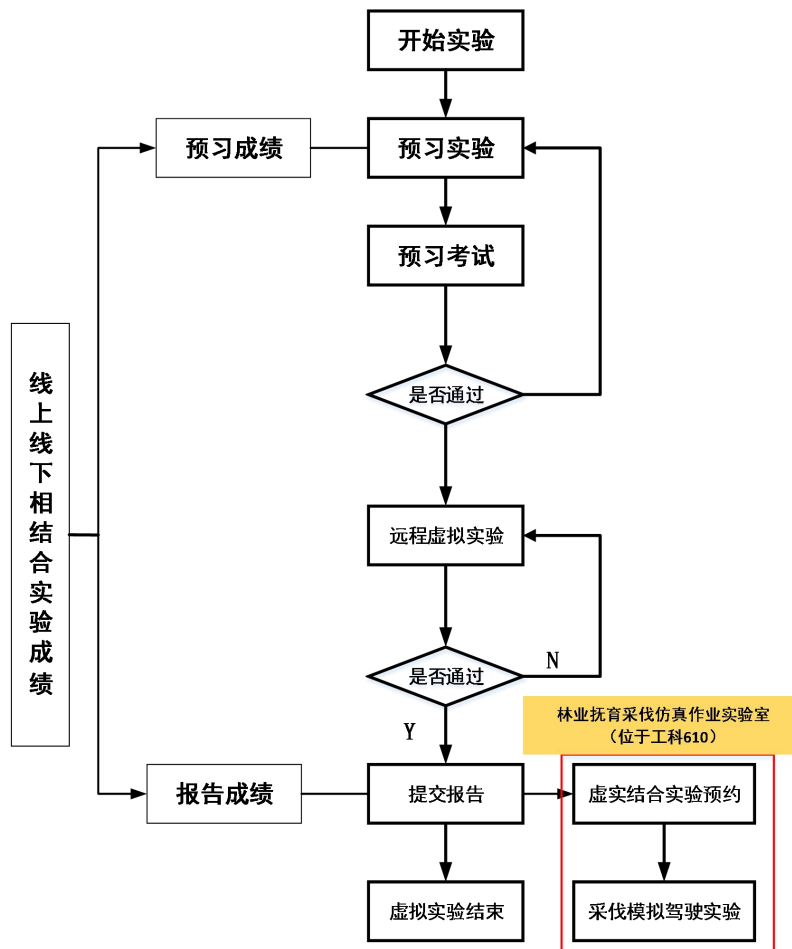 开始实验
预习成绩
预习实验
预习考试
是否通过
线上线下相结合实验成绩
远程虚拟实验
是否通过
N
Y
林业抚育采伐仿真作业实验室
（位于工科610）
报告成绩
提交报告
虚实结合实验预约
虚拟实验结束
采伐模拟驾驶实验